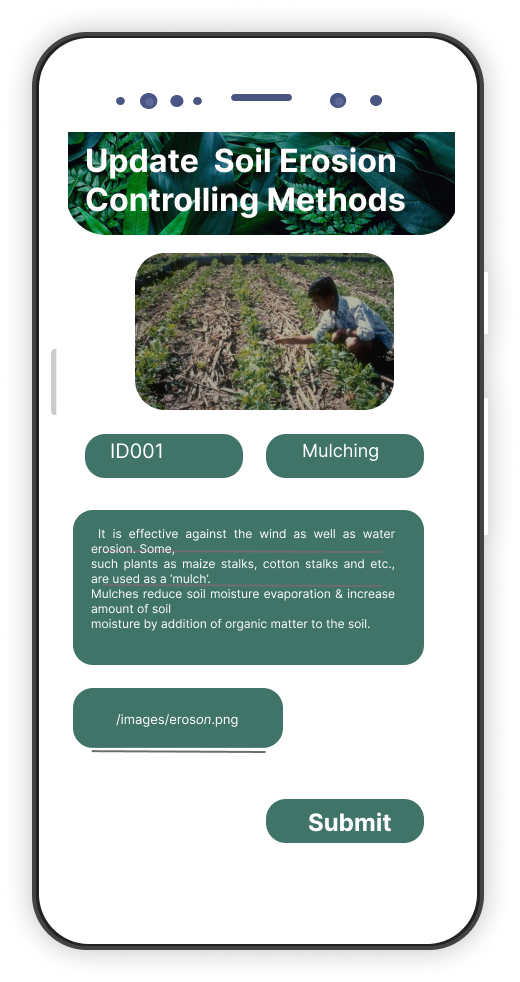 Update Soil Erosion
Controlling Methods
ID001
Mulching
It is effective against the wind as well as water
erosion. Some,
such plants as maize stalks, cotton stalks and etc.,
are used as a ‘mulch’.
Mulches reduce soil moisture evaporation & increase
amount of soil
moisture by addition of organic matter to the soil.
/images/eroson.png
Submit